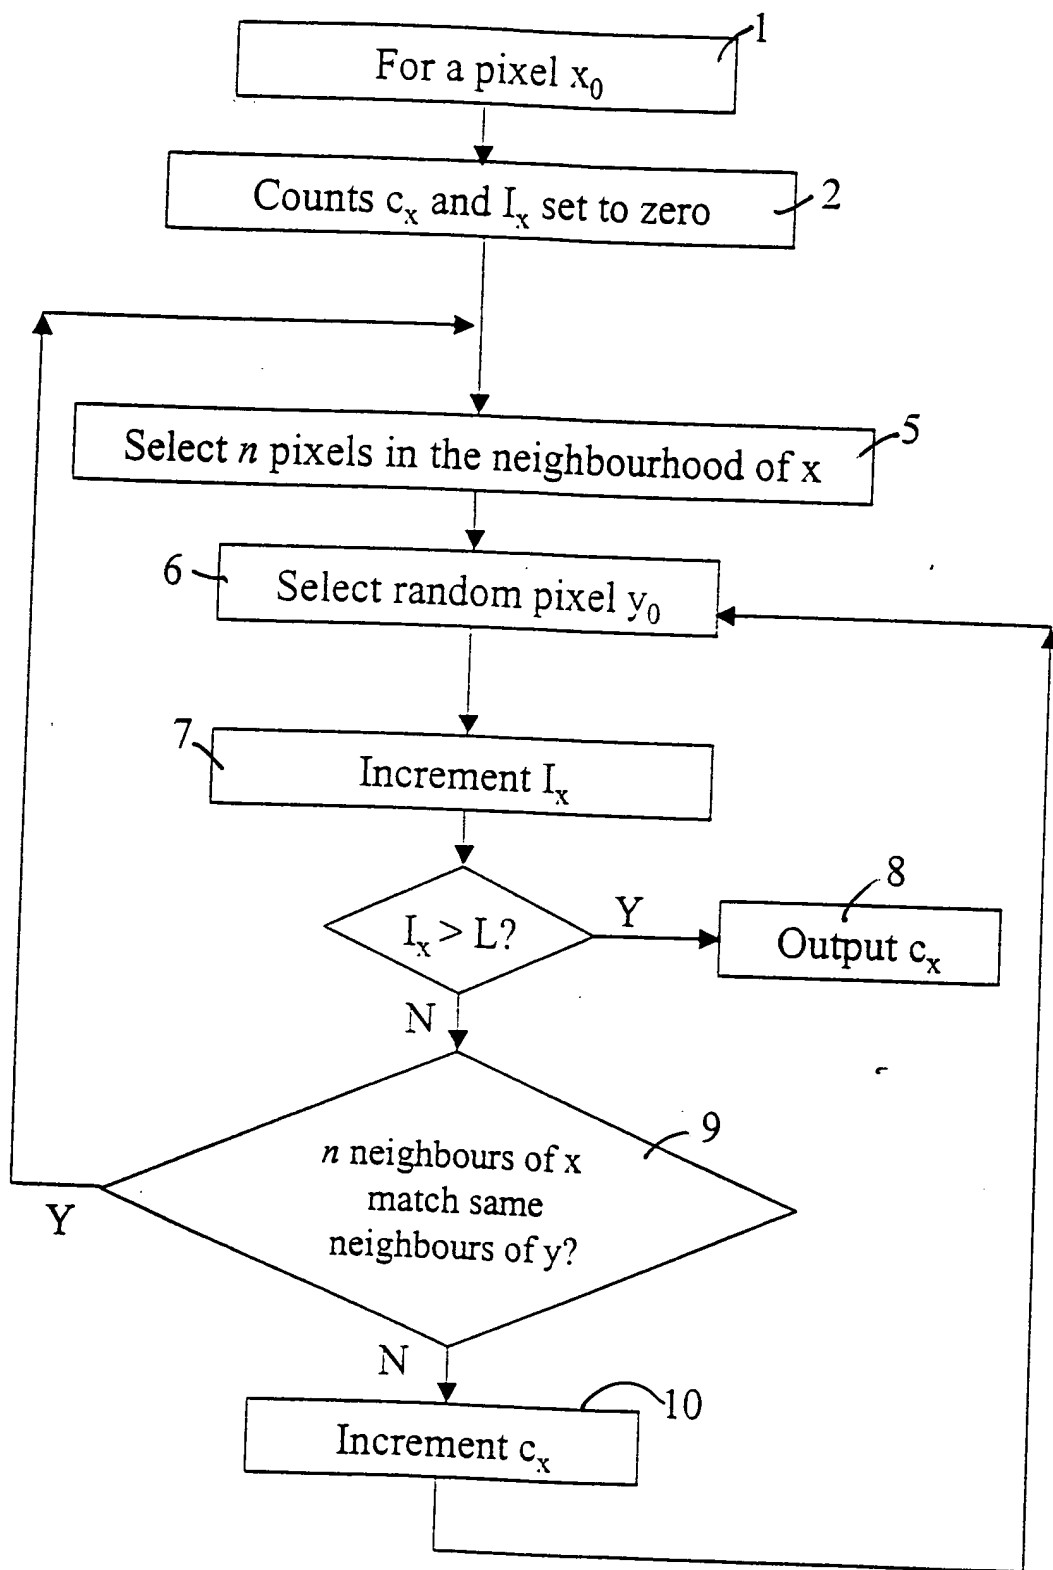 1
For a pixel x₀
Counts cₓ and Iₓ set to zero
2
5
Select n pixels in the neighbourhood of x
6
Select random pixel y₀
7
Increment Iₓ
8
Iₓ > L?
Y
Output cₓ
N
9
n neighbours of x
match same
neighbours of y?
Y
N
10
Increment cₓ